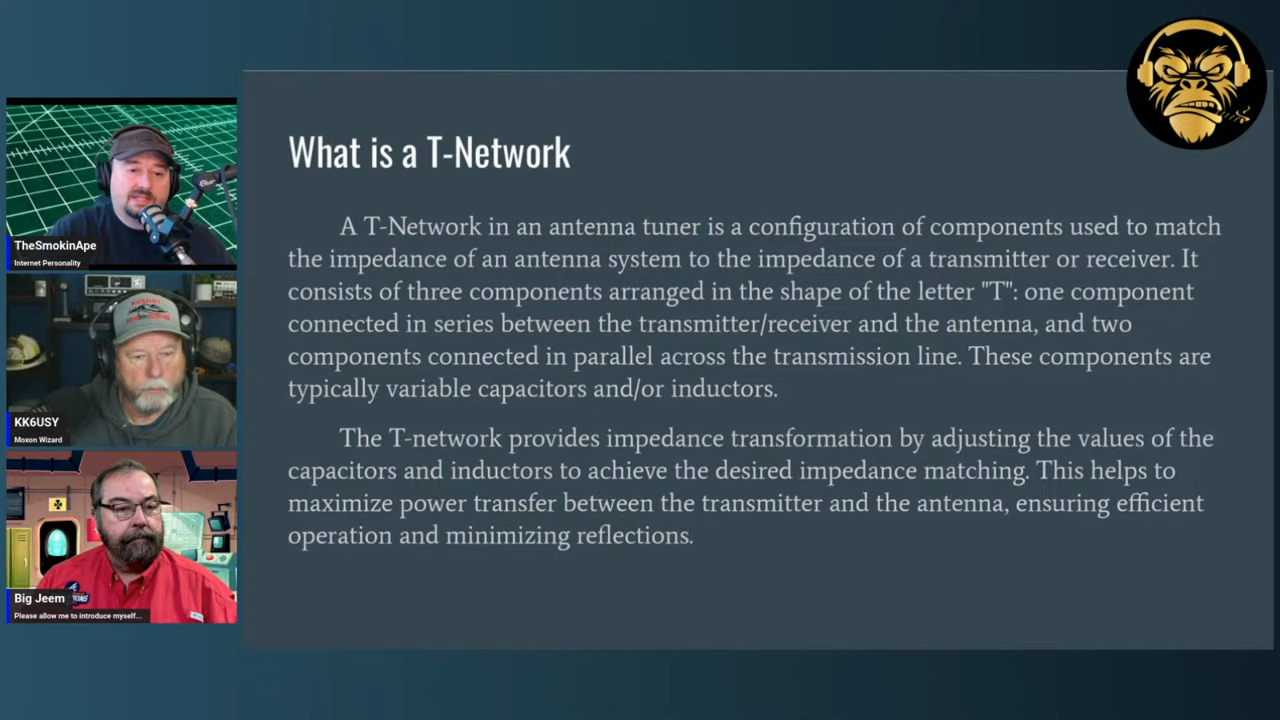 What is a T-Network
A T-Network in an antenna tuner is a configuration of components used to match
the impedance of an antenna system to the impedance of a transmitter or receiver. It
consists of three components arranged in the shape of the letter "T": one component
connected in series between the transmitter/receiver and the antenna, and two
components connected in parallel across the transmission line. These components are
typically variable capacitors and/or inductors.
The T-network provides impedance transformation by adjusting the values of the
capacitors and inductors to achieve the desired impedance matching. This helps to
maximize power transfer between the transmitter and the antenna, ensuring efficient
operation and minimizing reflections.
TheSmokinApe
Internet Personality
KK6USY
KK6USY
Moxon Wizard
Big Jeem
Please allow me to introduce myself...